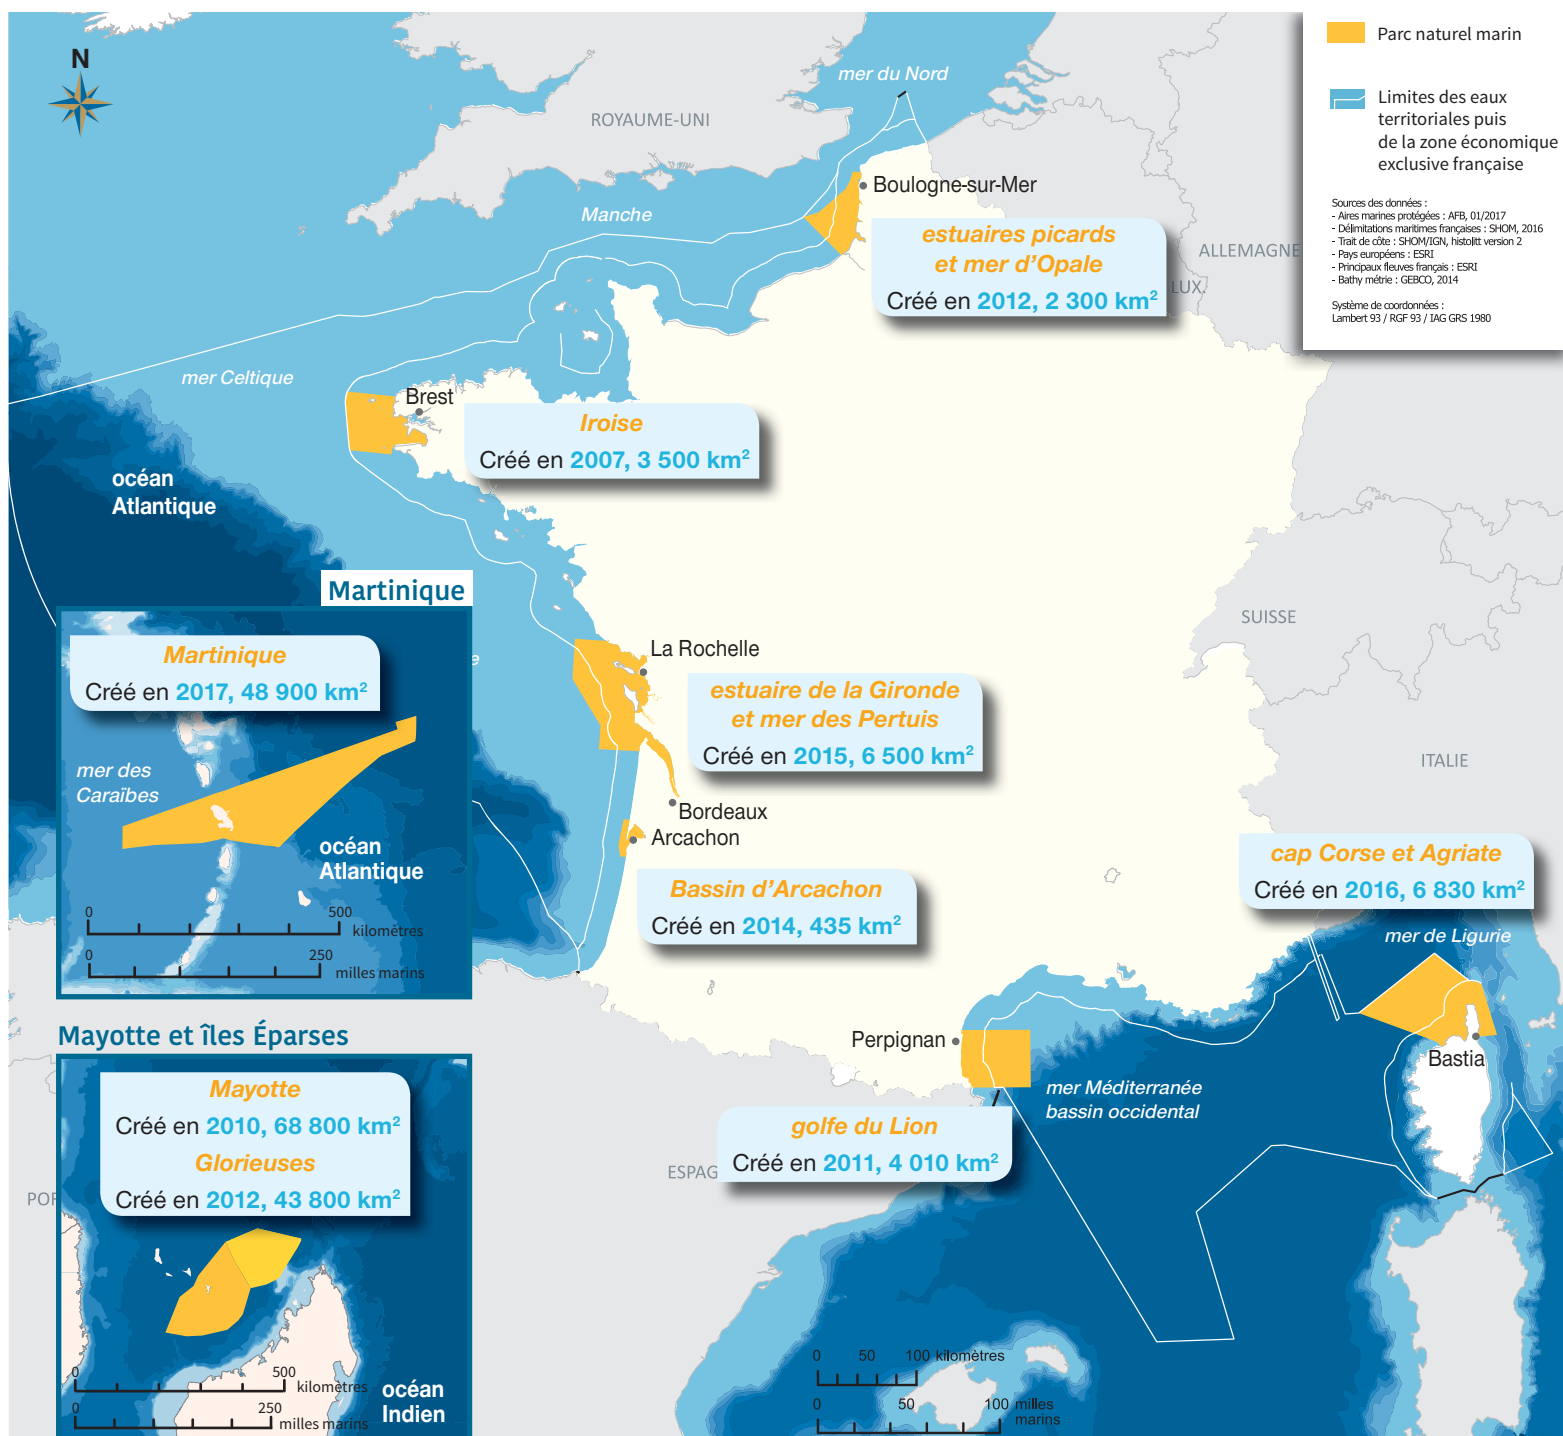 N
mer du Nord
ROYAUME-UNI
Manche
Boulogne-sur-Mer
ALLEMAGNE
LUX.
estuaires picards
et mer d'Opale
Créé en 2012, 2 300 km²
Parc naturel marin
Limites des eaux
territoriales puis
de la zone économique
exclusive française
Sources des données :
- Aires marines protégées : AFB, 01/2017
- Délimitations maritimes françaises : SHOM, 2016
- Trait de côte : SHOM/IGN, histolitt version 2
- Pays européens : ESRI
- Principaux fleuves français : ESRI
- Bathy métrie : GEBCO, 2014
Système de coordonnées :
Lambert 93 / RGF 93 / IAG GRS 1980
mer Celtique
Brest
Iroise
Créé en 2007, 3 500 km²
océan
Atlantique
SUISSE
ITALIE
Martinique
Martinique
Créé en 2017, 48 900 km²
mer des
Caraïbes
océan
Atlantique
0 500
kilomètres
0 250
milles marins
La Rochelle
estuaire de la Gironde
et mer des Pertuis
Créé en 2015, 6 500 km²
Bordeaux
Arcachon
Bassin d'Arcachon
Créé en 2014, 435 km²
cap Corse et Agriate
Créé en 2016, 6 830 km²
mer de Ligurie
Bastia
Perpignan
mer Méditerranée
bassin occidental
golfe du Lion
Créé en 2011, 4 010 km²
ESPAG
POR
Mayotte et îles Éparses
Mayotte
Créé en 2010, 68 800 km²
Glorieuses
Créé en 2012, 43 800 km²
0 500
kilomètres
0 250
milles marins
océan
Indien
0 50 100 kilomètres
0 50 100 milles
marins